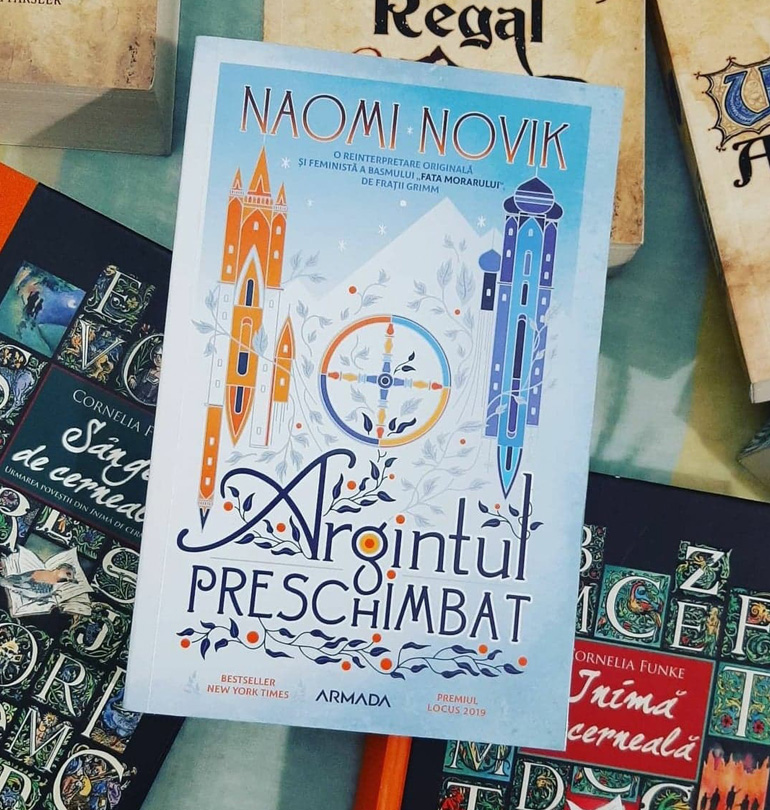 Regal
NAOMI NOVIK
O REINTERPRETARE ORIGINALĂ
ȘI FEMINISTĂ A BASMULUI „FATA MORARULUI”,
DE FRAȚII GRIMM
Argintul
PRESCHIMBAT
BESTSELLER
NEW YORK TIMES
ARMADA
PREMIUL
LOCUS 2019
CORNELIA F
Sânge
de cerneal
URMAREA POVEȘTII DIN INIMĂ DE CER
CORNELIA FUNKE
Inimă
cerneală